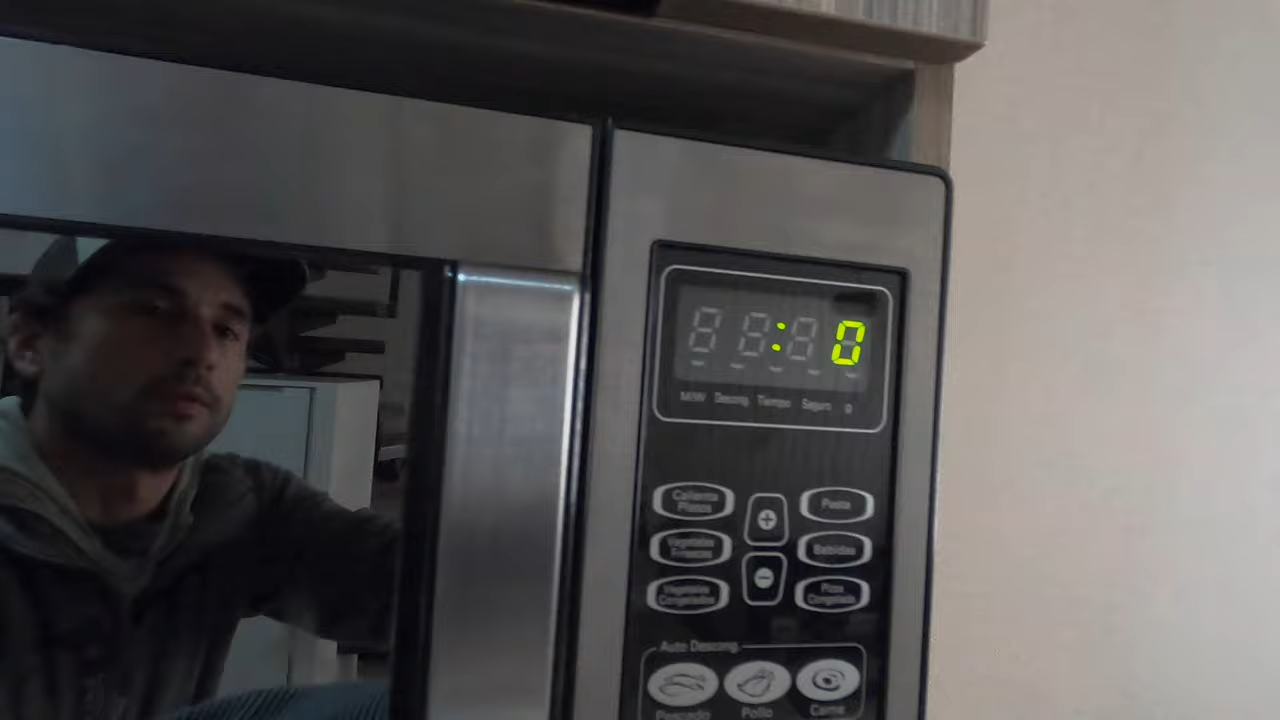 : 0
M/W Descong. Tiempo Seguro g
Calienta
Platos
Pasta
+
Vegetales
Frescos
Bebidas
-
Vegetales
Congelados
Pizza
Congelada
Auto Descong.
Pescado Pollo Carne